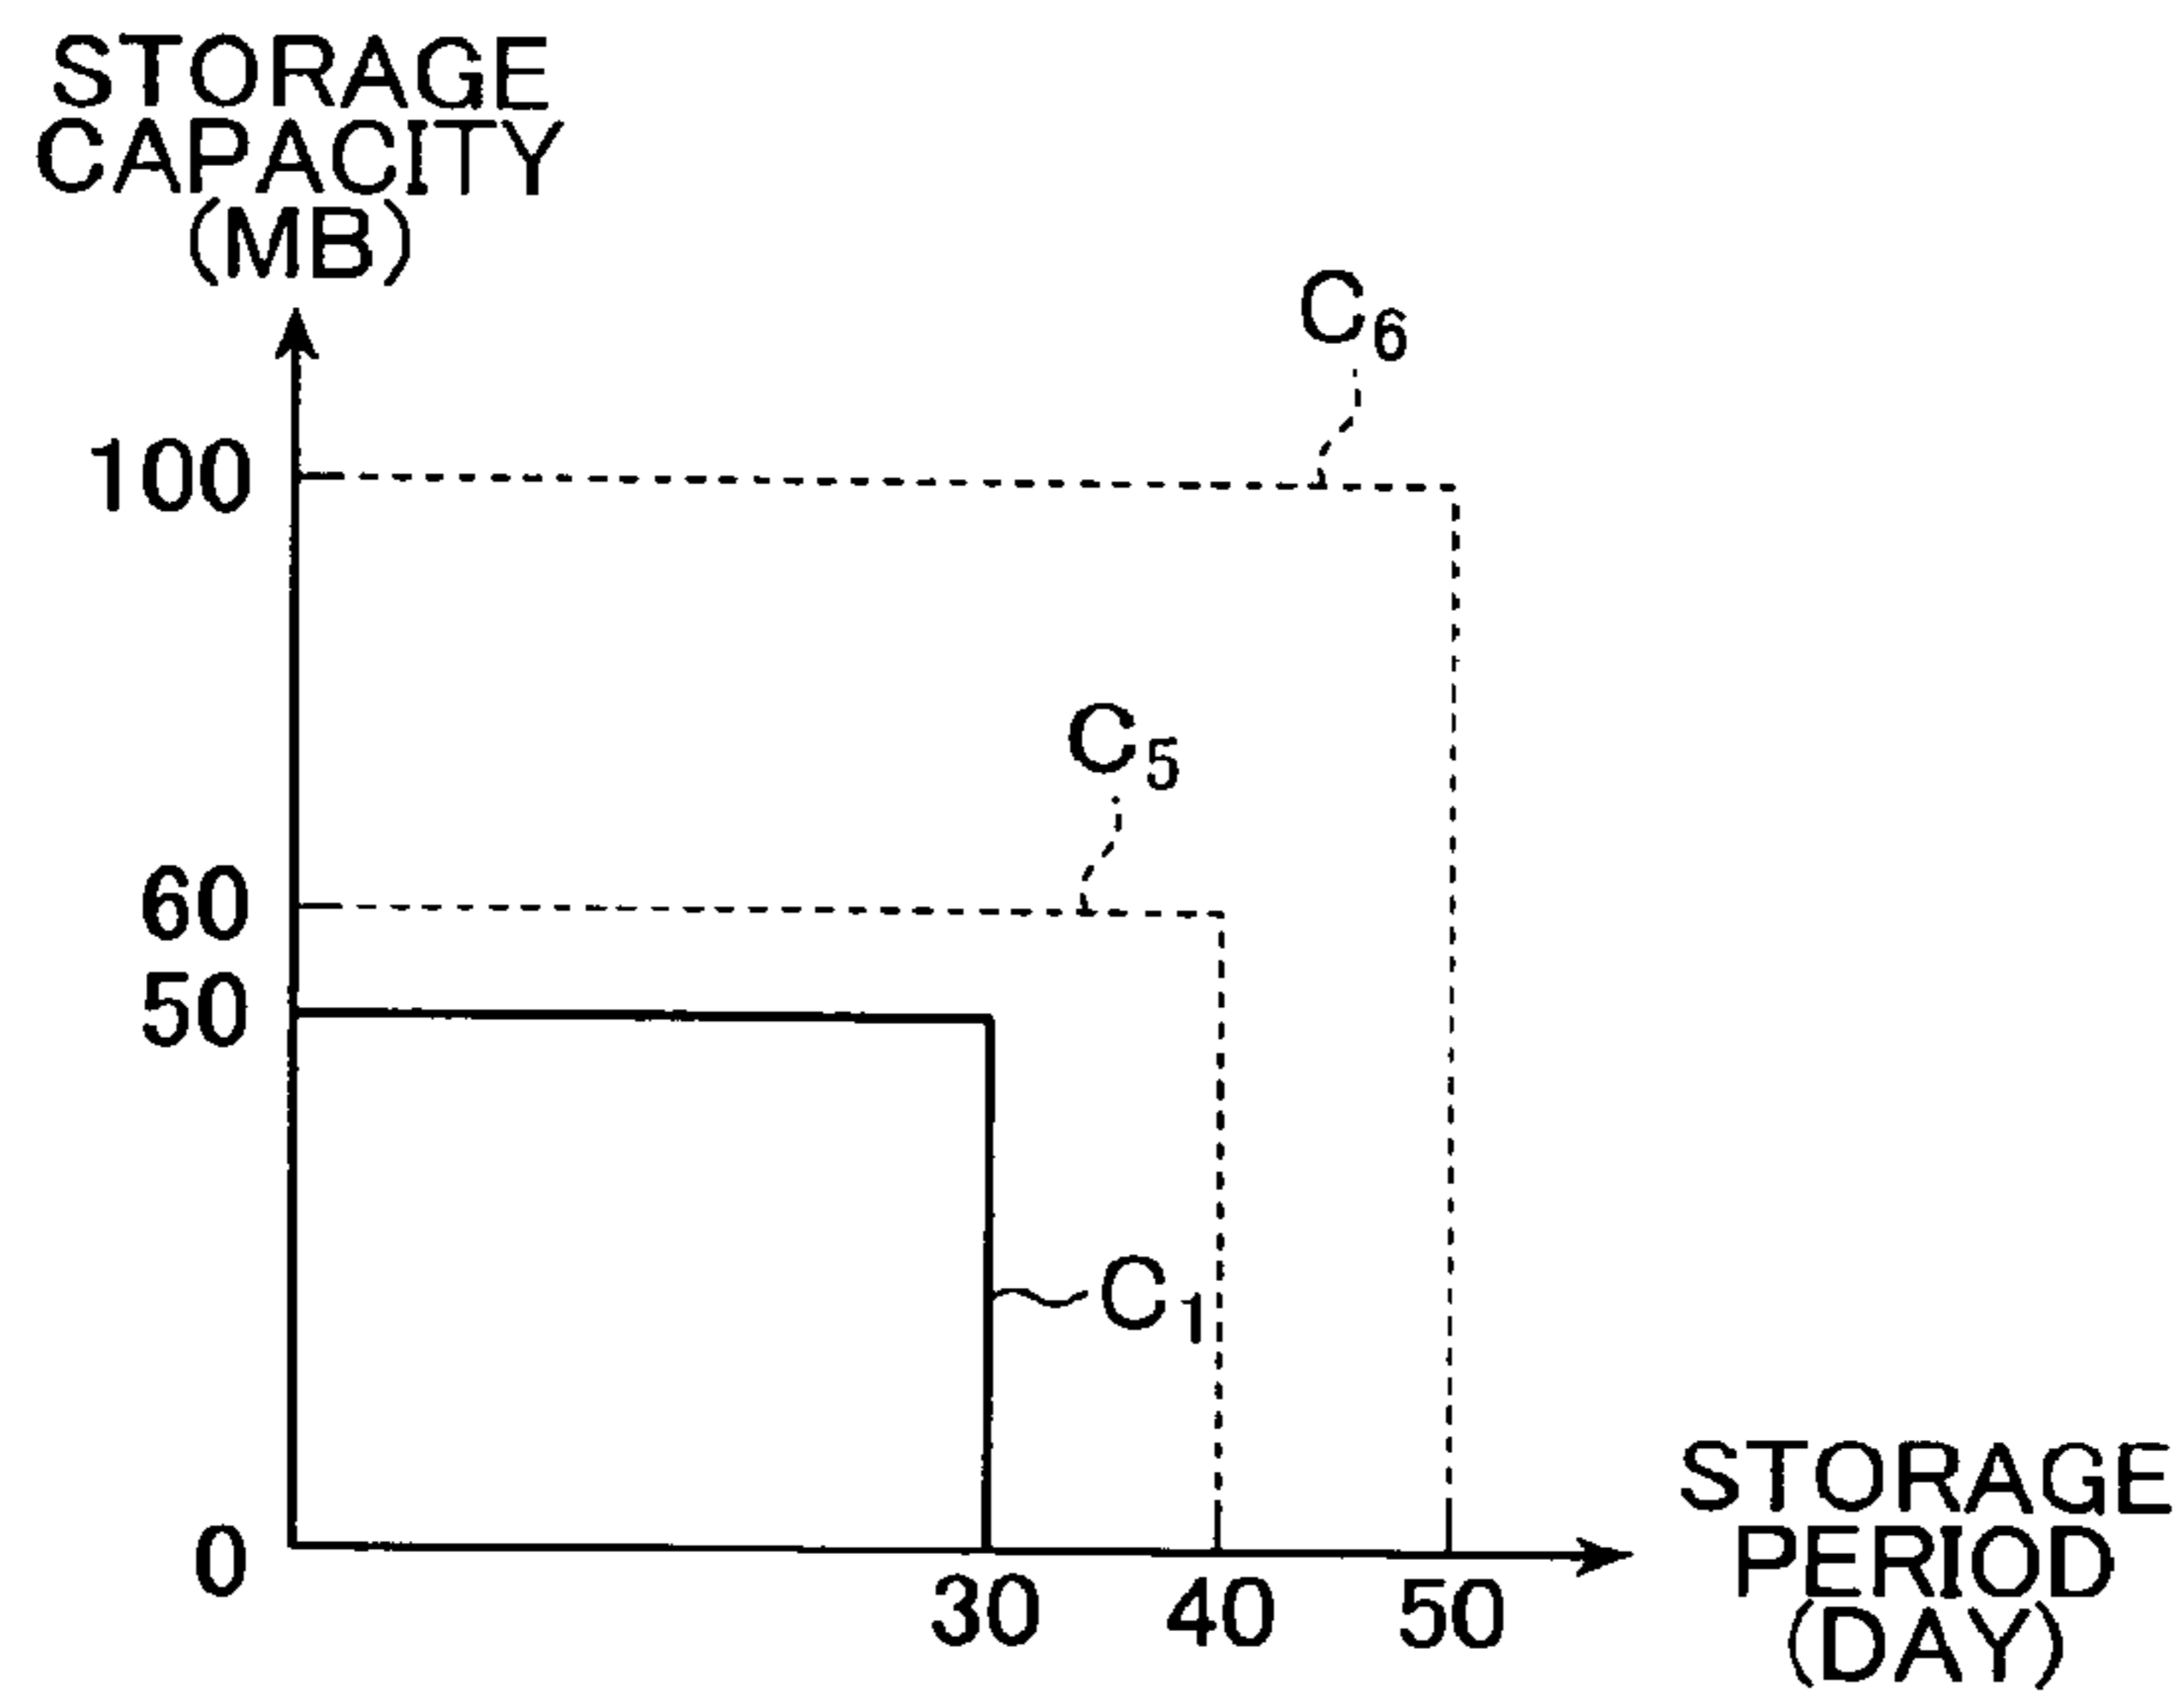 STORAGE
CAPACITY
(MB)
C6
100
C5
60
50
C1
0
30 40 50
STORAGE
PERIOD
(DAY)